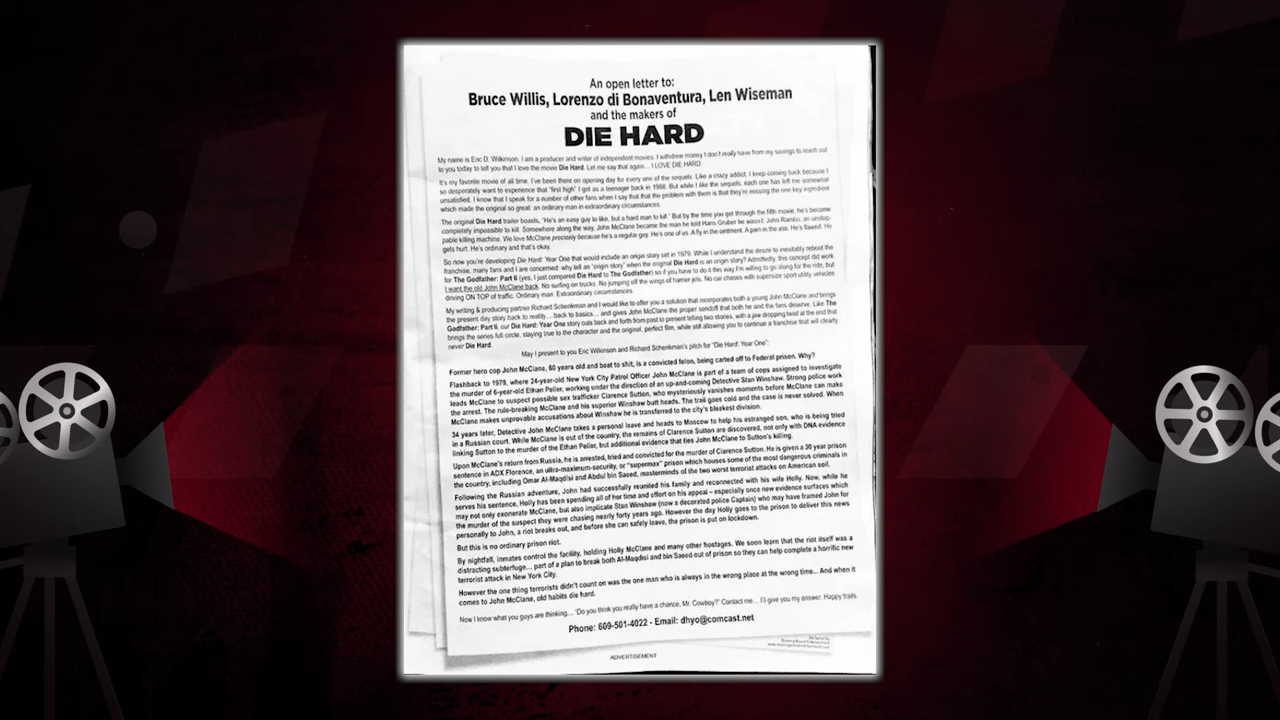 An open letter to:
Bruce Willis, Lorenzo di Bonaventura, Len Wiseman
and the makers of
DIE HARD
My name is Eric D. Wilkinson. I am a producer and writer of independent movies. I withdrew money I don't really have from my savings to reach out
to you today to tell you that I love the movie Die Hard. Let me say that again... I LOVE DIE HARD.
It's my favorite movie of all time. I've been there on opening day for every one of the sequels. Like a crazy addict, I keep coming back because I
so desperately want to experience that "first high" I got as a teenager back in 1988. But while I like the sequels, each one has left me somewhat
unsatisfied. I know that I speak for a number of other fans when I say that the problem with them is that they're missing the one key ingredient
which made the original so great: an ordinary man in extraordinary circumstances.
The original Die Hard trailer boasts, "He's an easy guy to like, but a hard man to kill." But by the time you get through the fifth movie, he's become
completely impossible to kill. Somewhere along the way, John McClane became the man he told Hans Gruber he wasn't: John Rambo, an unstop-
pable killing machine. We love McClane precisely because he's a regular guy. He's one of us. A fly in the ointment. A pain in the ass. He's flawed. He
gets hurt. He's ordinary and that's okay.
So now you're developing Die Hard: Year One that would include an origin story set in 1979. While I understand the desire to inevitably reboot the
franchise, many fans and I are concerned: why tell an "origin story" when the original Die Hard is an origin story? Admittedly, this concept did work
for The Godfather: Part II (yes, I just compared Die Hard to The Godfather) so if you have to do it this way I'm willing to go along for the ride, but
I want the old John McClane back. No surfing on trucks. No jumping off the wings of harrier jets. No car chases with supersize sport utility vehicles
driving ON TOP of traffic. Ordinary man. Extraordinary circumstances.
My writing & producing partner Richard Schenkman and I would like to offer you a solution that incorporates both a young John McClane and brings
the present day story back to reality... back to basics... and gives John McClane the proper sendoff that both he and the fans deserve. Like The
Godfather: Part II, our Die Hard: Year One story cuts back and forth from past to present telling two stories, with a jaw-dropping twist at the end that
brings the series full circle, staying true to the character and the original, perfect film, while still allowing you to continue a franchise that will clearly
never Die Hard.
May I present to you Eric Wilkinson and Richard Schenkman's pitch for "Die Hard: Year One":
Former hero cop John McClane, 60 years old and beat to shit, is a convicted felon, being carted off to Federal prison. Why?
Flashback to 1979, where 24-year-old New York City Patrol Officer John McClane is part of a team of cops assigned to investigate
the murder of 6-year-old Ethan Peller, working under the direction of an up-and-coming Detective Stan Winshaw. Strong police work
leads McClane to suspect possible sex trafficker Clarence Sutton, who mysteriously vanishes moments before McClane can make
the arrest. The rule-breaking McClane and his superior Winshaw butt heads. The trail goes cold and the case is never solved. When
McClane makes unprovable accusations about Winshaw he is transferred to the city's bleakest division.
34 years later, Detective John McClane takes a personal leave and heads to Moscow to help his estranged son, who is being tried
in a Russian court. While McClane is out of the country, the remains of Clarence Sutton are discovered, not only with DNA evidence
linking Sutton to the murder of the Ethan Peller, but additional evidence that ties John McClane to Sutton's killing.
Upon McClane's return from Russia, he is arrested, tried and convicted for the murder of Clarence Sutton. He is given a 30 year prison
sentence in ADX Florence, an ultra-maximum-security, or "supermax" prison which houses some of the most dangerous criminals in
the country, including Omar Al-Maqdisi and Abdul bin Saeed, masterminds of the two worst terrorist attacks on American soil.
Following the Russian adventure, John had successfully reunited his family and reconnected with his wife Holly. Now, while he
serves his sentence, Holly has been spending all of her time and effort on his appeal – especially once new evidence surfaces which
may not only exonerate McClane, but also implicate Stan Winshaw (now a decorated police Captain) who may have framed John for
the murder of the suspect they were chasing nearly forty years ago. However the day Holly goes to the prison to deliver this news
personally to John, a riot breaks out, and before she can safely leave, the prison is put on lockdown.
But this is no ordinary prison riot.
By nightfall, inmates control the facility, holding Holly McClane and many other hostages. We soon learn that the riot itself was a
distracting subterfuge... part of a plan to break both Al-Maqdisi and bin Saeed out of prison so they can help complete a horrific new
terrorist attack in New York City.
However the one thing terrorists didn't count on was the one man who is always in the wrong place at the wrong time... And when it
comes to John McClane, old habits die hard.
Now I know what you guys are thinking... "Do you think you really have a chance, Mr. Cowboy?" Contact me... I'll give you my answer. Happy trails.
Phone: 609-501-4022 - Email: dhyo@comcast.net
ADVERTISEMENT